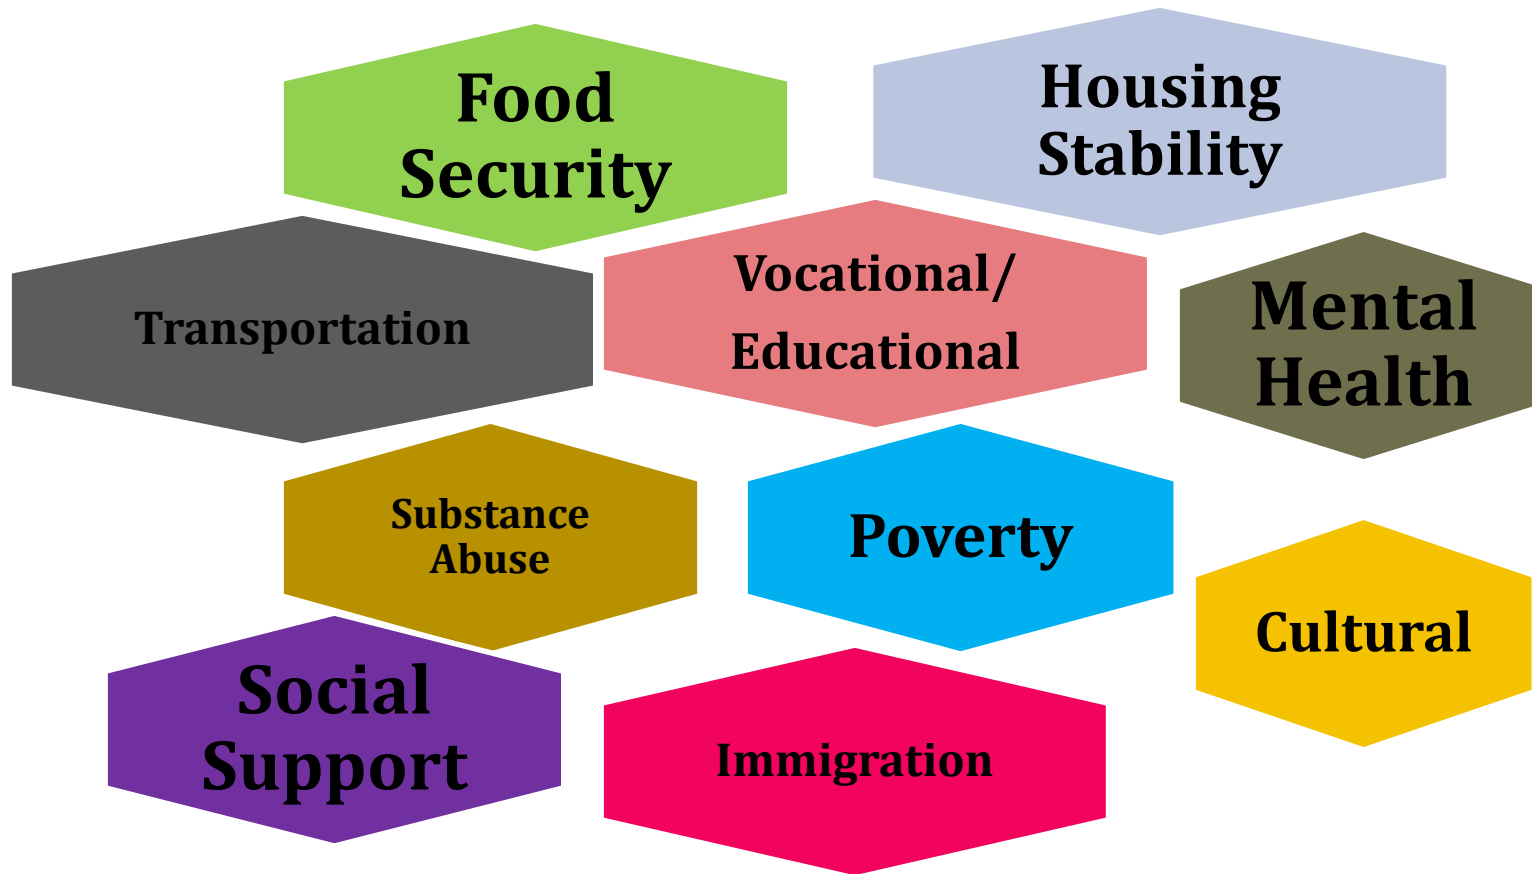 Food
Security
Housing
Stability
Transportation
Vocational/
Educational
Mental
Health
Substance
Abuse
Poverty
Cultural
Social
Support
Immigration